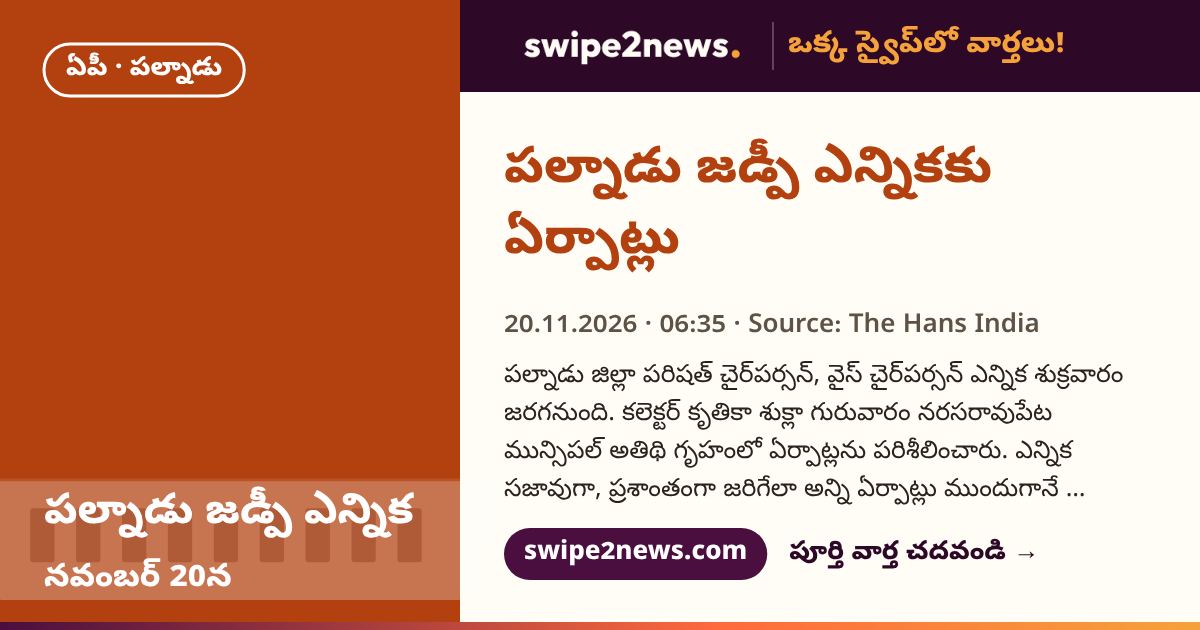 ఏపీ · పల్నాడు
పల్నాడు జడ్పీ ఎన్నిక
నవంబర్ 20న
swipe2news.
ఒక్క స్వైప్‌లో వార్తలు!
పల్నాడు జడ్పీ ఎన్నికకు
ఏర్పాట్లు
20.11.2026 · 06:35 · Source: The Hans India
పల్నాడు జిల్లా పరిషత్ చైర్‌పర్సన్, వైస్ చైర్‌పర్సన్ ఎన్నిక శుక్రవారం
జరగనుంది. కలెక్టర్ కృతికా శుక్లా గురువారం నరసరావుపేట
మున్సిపల్ అతిథి గృహంలో ఏర్పాట్లను పరిశీలించారు. ఎన్నిక
సజావుగా, ప్రశాంతంగా జరిగేలా అన్ని ఏర్పాట్లు ముందుగానే ...
swipe2news.com
పూర్తి వార్త చదవండి →